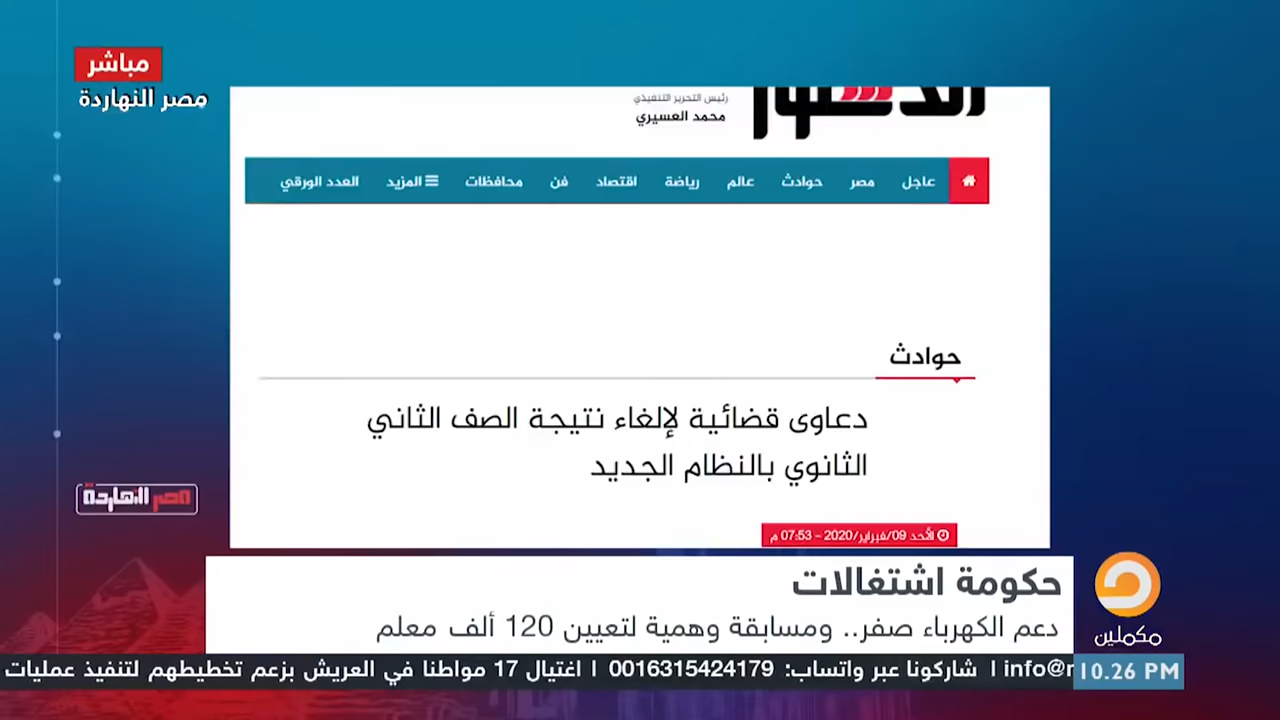 مباشر
مصر النهاردة
رئيس التحرير التنفيذي
محمد العسيري
الدستور
عاجل مصر حوادث عالم رياضة اقتصاد فن محافظات المزيد العدد الورقي
حوادث
دعاوى قضائية لإلغاء نتيجة الصف الثاني
الثانوي بالنظام الجديد
الأحد 09/فبراير/2020 - 07:53 م
مصر النهاردة
حكومة اشتغالات
دعم الكهرباء صفر.. ومسابقة وهمية لتعيين 120 ألف معلم
مكملين
info@ ا شاركونا عبر واتساب: 0016315424179 ا اغتيال 17 مواطنا في العريش بزعم تخطيطهم لتنفيذ عمليات
10.26 PM